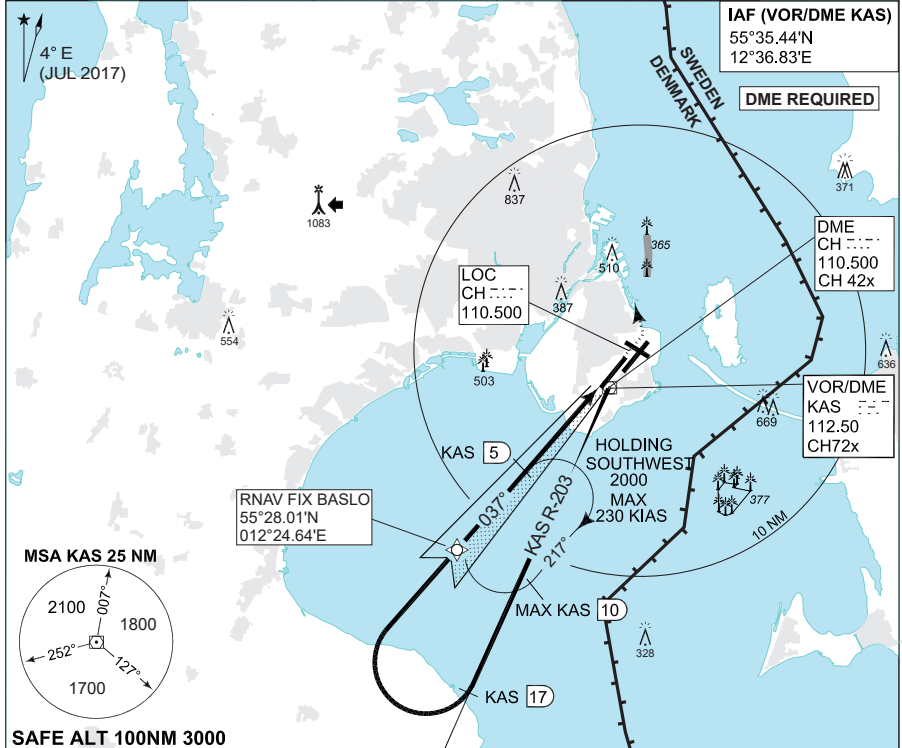 4° E
(JUL 2017)
IAF (VOR/DME KAS)
55°35.44'N
12°36.83'E
DME REQUIRED
SWEDEN
DENMARK
371
837
1083
365
510
DME
CH
110.500
CH 42x
LOC
CH
110.500
387
554
503
636
VOR/DME
KAS
112.50
CH72x
669
KAS 5
HOLDING
SOUTHWEST
2000
MAX
230 KIAS
377
RNAV FIX BASLO
55°28.01'N
012°24.64'E
037°
KAS R-203
217°
10 NM
MSA KAS 25 NM
2100
007°
1800
252°
127°
1700
MAX KAS 10
328
KAS 17
SAFE ALT 100NM 3000